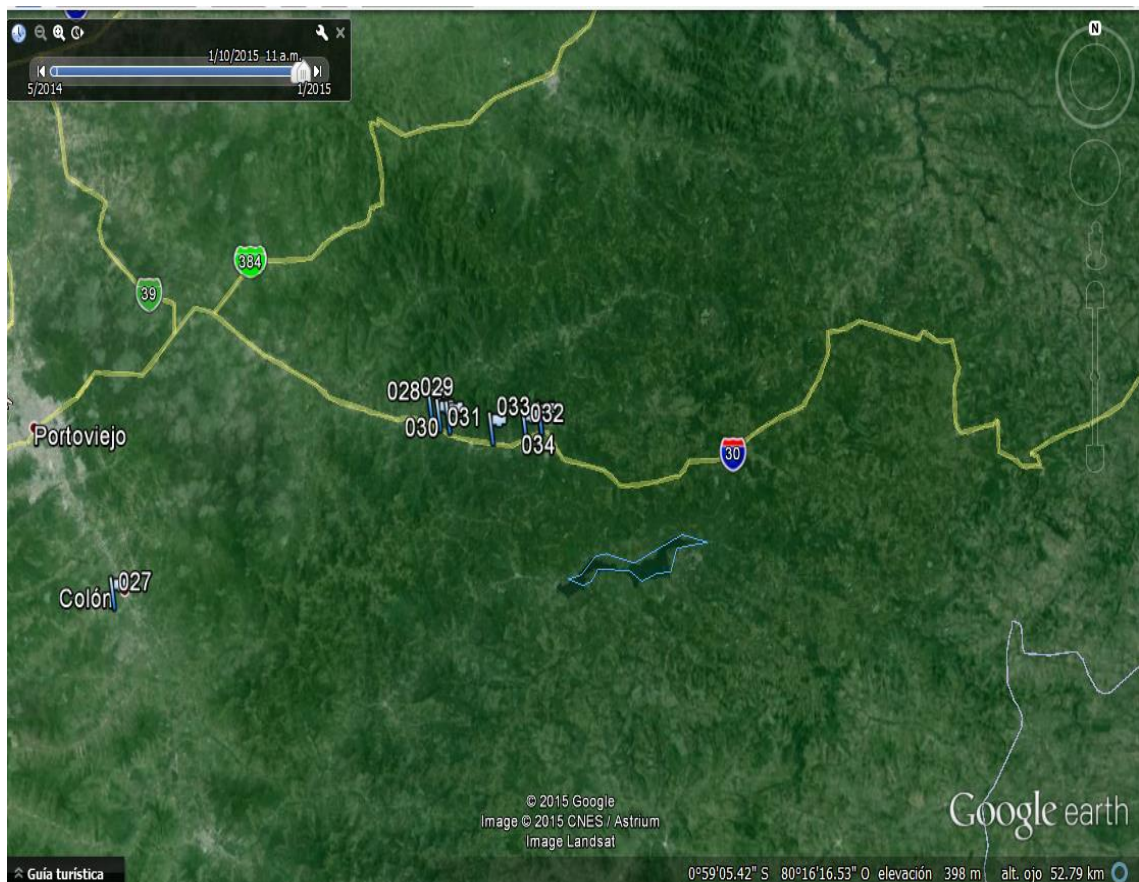 1/10/2015 11 a.m.
5/2014 1/2015
N
384
39
028 029
033 032
030 031
034
Portoviejo
30
027
Colón
© 2015 Google
Image © 2015 CNES / Astrium
Image Landsat
Google earth
Guía turística
0°59'05.42" S 80°16'16.53" O elevación 398 m alt. ojo 52.79 km